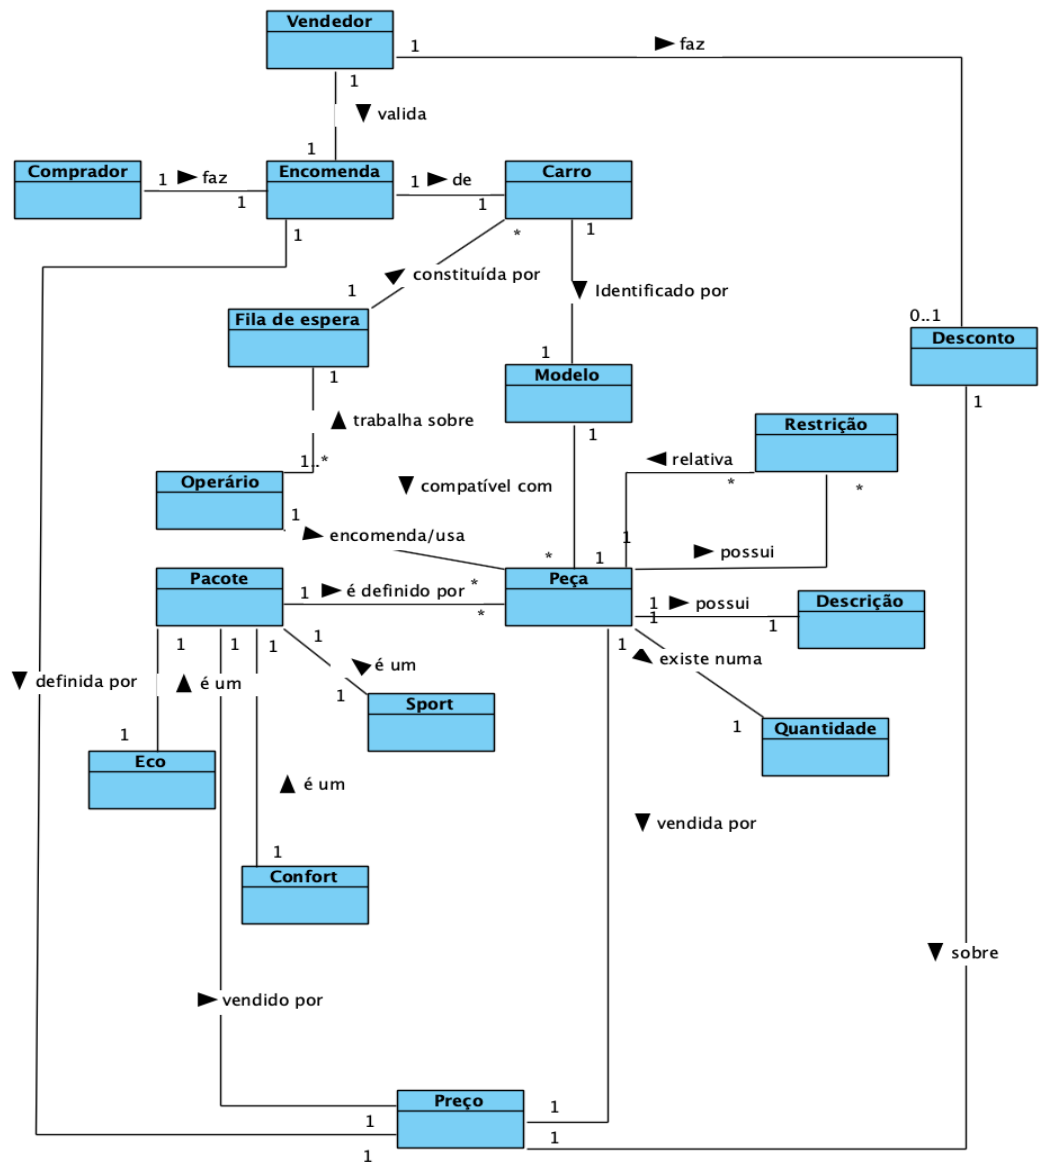 Vendedor
1
faz
1
valida
1
Comprador
1
faz
1
Encomenda
1
de
1
Carro
1
*
1
constituída por
1
Identificado por
Fila de espera
0..1
Desconto
1
1
1
Modelo
1
trabalha sobre
Restrição
1..*
relativa
*
*
Operário
1
compatível com
encomenda/usa
1
*
1
possui
Pacote
1
é definido por
*
*
Peça
1
possui
1
1
Descrição
1
1
1
1
é um
1
existe numa
definida por
é um
1
Sport
1
Quantidade
1
Eco
é um
vendida por
1
Confort
sobre
vendido por
Preço
1
1
1
1